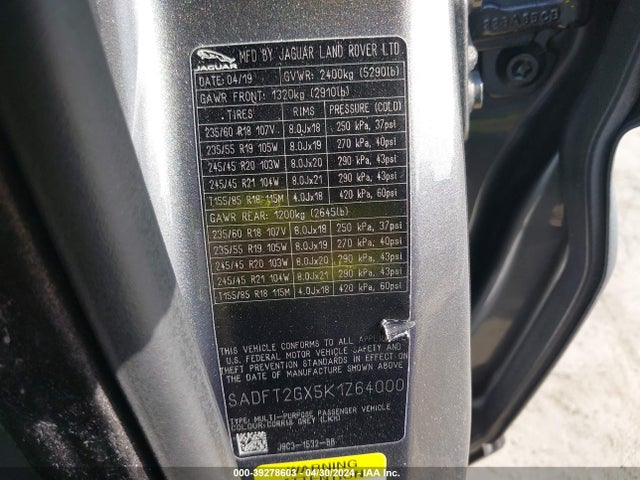 JAGUAR
MFD BY JAGUAR LAND ROVER LTD
DATE: 04/19 GVWR: 2400kg (5290lb)
GAWR FRONT: 1320kg (2910lb)
TIRES RIMS PRESSURE (COLD)
235/60 R18 107V 8.0Jx18 250 kPa, 37psi
235/55 R19 105W 8.0Jx19 270 kPa, 40psi
245/45 R20 103W 8.0Jx20 290 kPa, 43psi
245/45 R21 104W 8.0Jx21 290 kPa, 43psi
T155/85 R18 115M 4.0Jx18 420 kPa, 60psi
GAWR REAR: 1200kg (2645lb)
235/60 R18 107V 8.0Jx18 250 kPa, 37psi
235/55 R19 105W 8.0Jx19 270 kPa, 40psi
245/45 R20 103W 8.0Jx20 290 kPa, 43psi
245/45 R21 104W 8.0Jx21 290 kPa, 43psi
T155/85 R18 115M 4.0Jx18 420 kPa, 60psi
THIS VEHICLE CONFORMS TO ALL APPLICABLE
U.S. FEDERAL MOTOR VEHICLE SAFETY AND
THEFT PREVENTION STANDARDS IN EFFECT ON
DATE OF MANUFACTURE SHOWN ABOVE
SADFT2GX5K1Z64000
TYPE: MULTI-PURPOSE PASSENGER VEHICLE
COLOUR: CORRIS GREY (LKH)
J9C3-1532-BB
WARNING
000-39278603 - 04/30/2024 - IAA Holdings, LLC